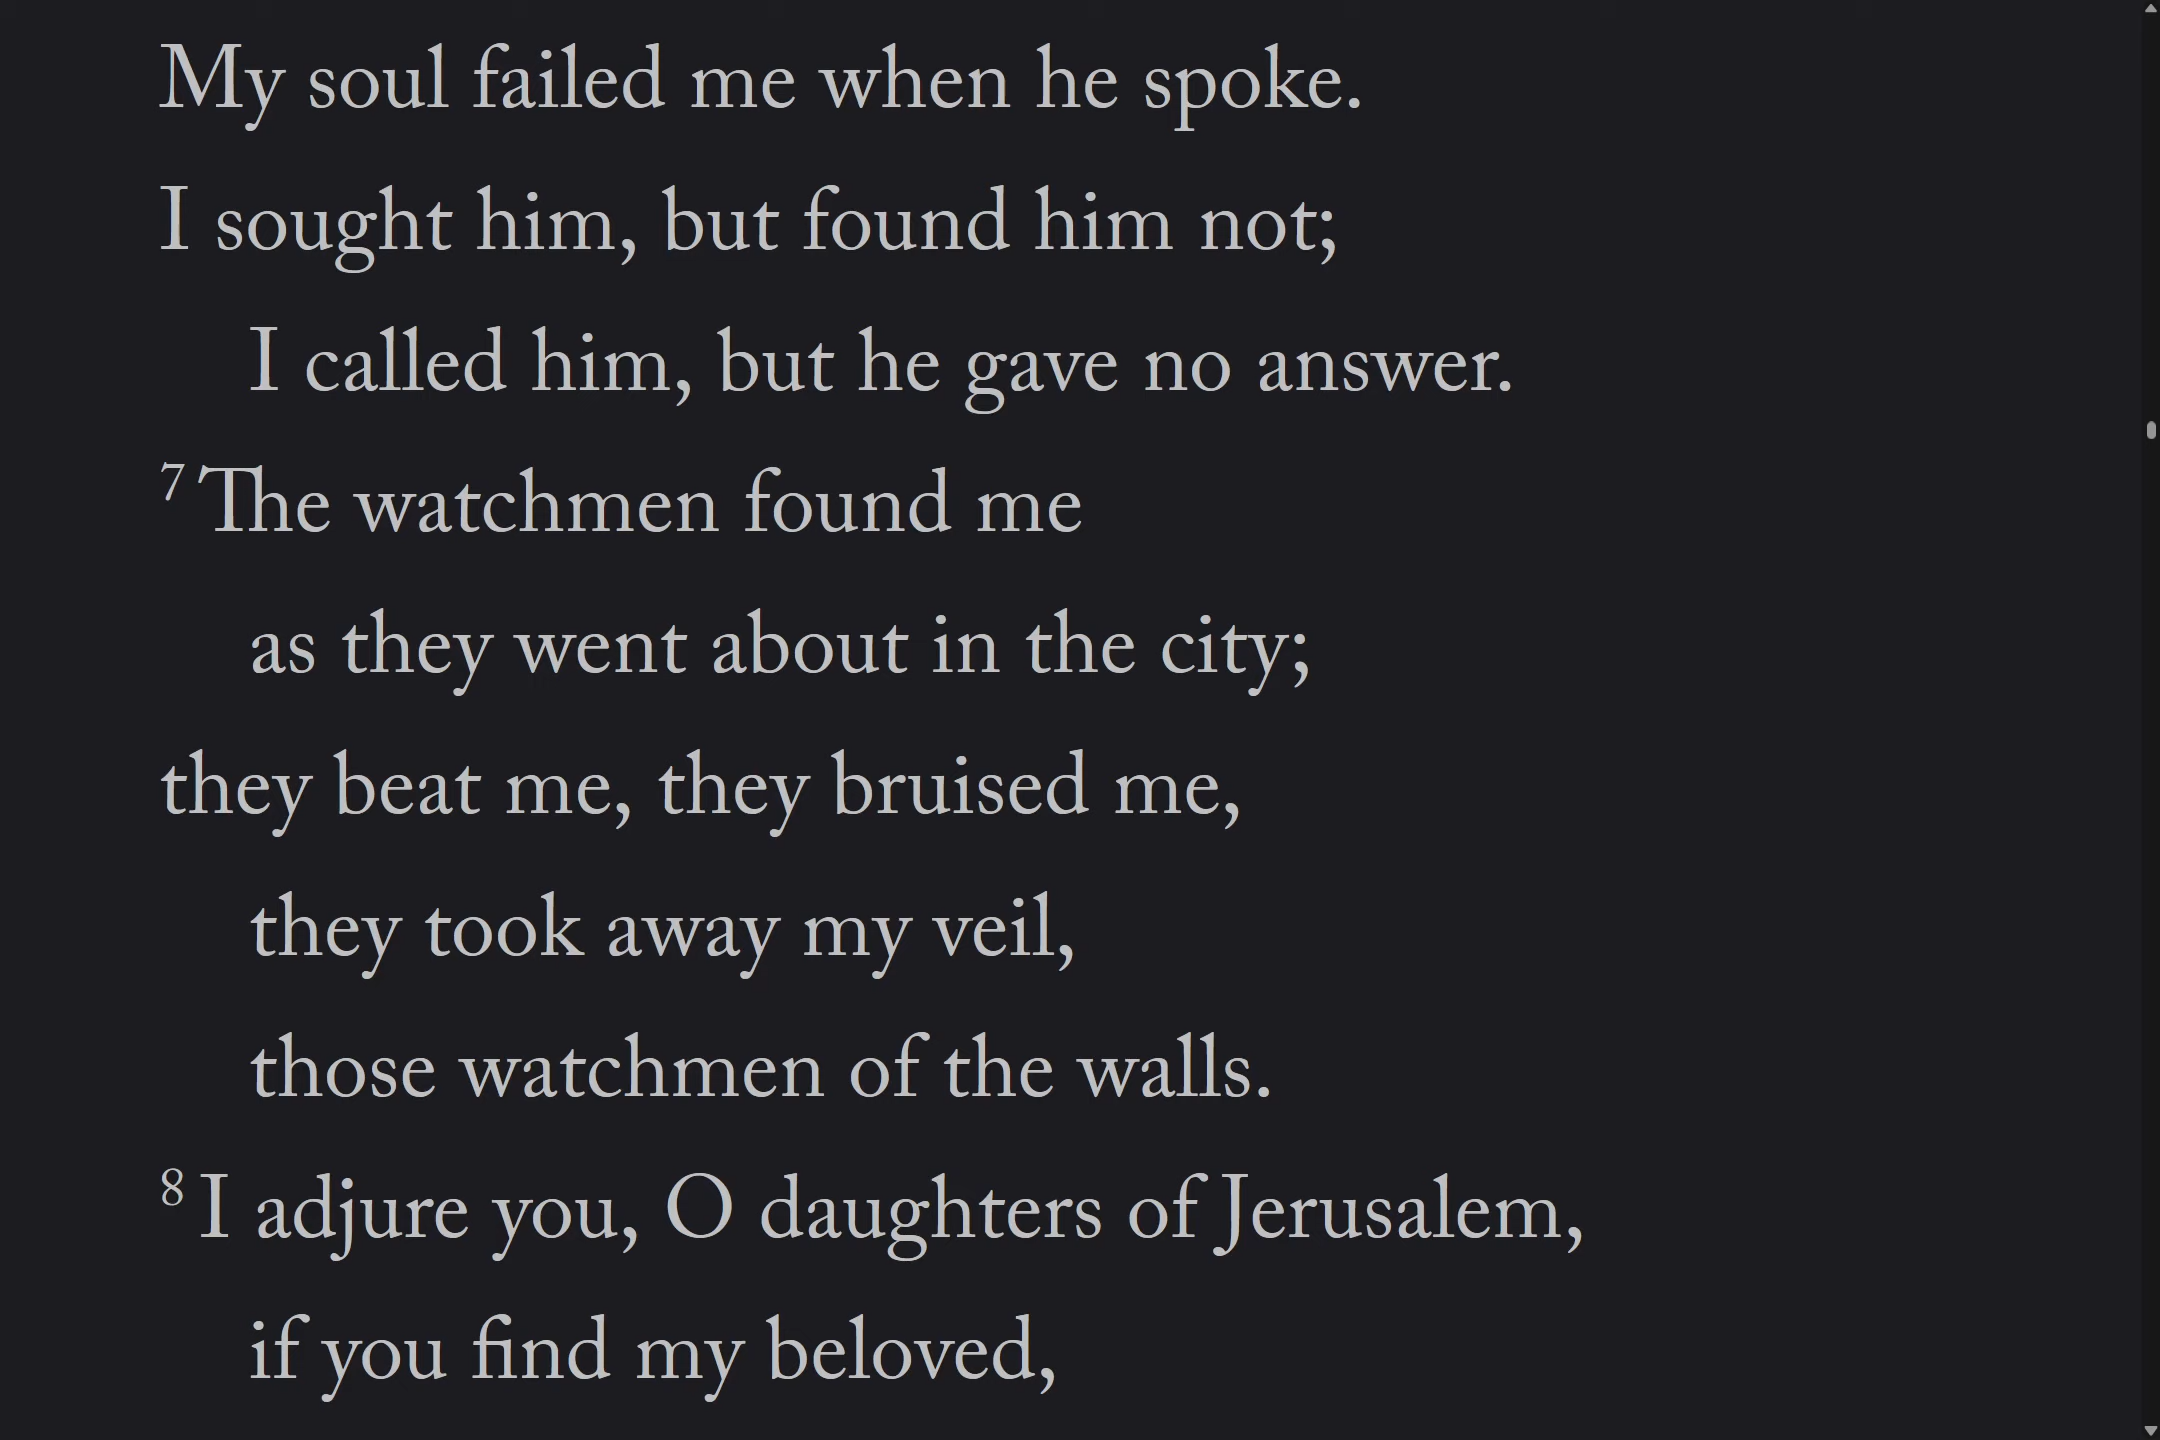 My soul failed me when he spoke.
I sought him, but found him not;
I called him, but he gave no answer.
7 The watchmen found me
as they went about in the city;
they beat me, they bruised me,
they took away my veil,
those watchmen of the walls.
8 I adjure you, O daughters of Jerusalem,
if you find my beloved,